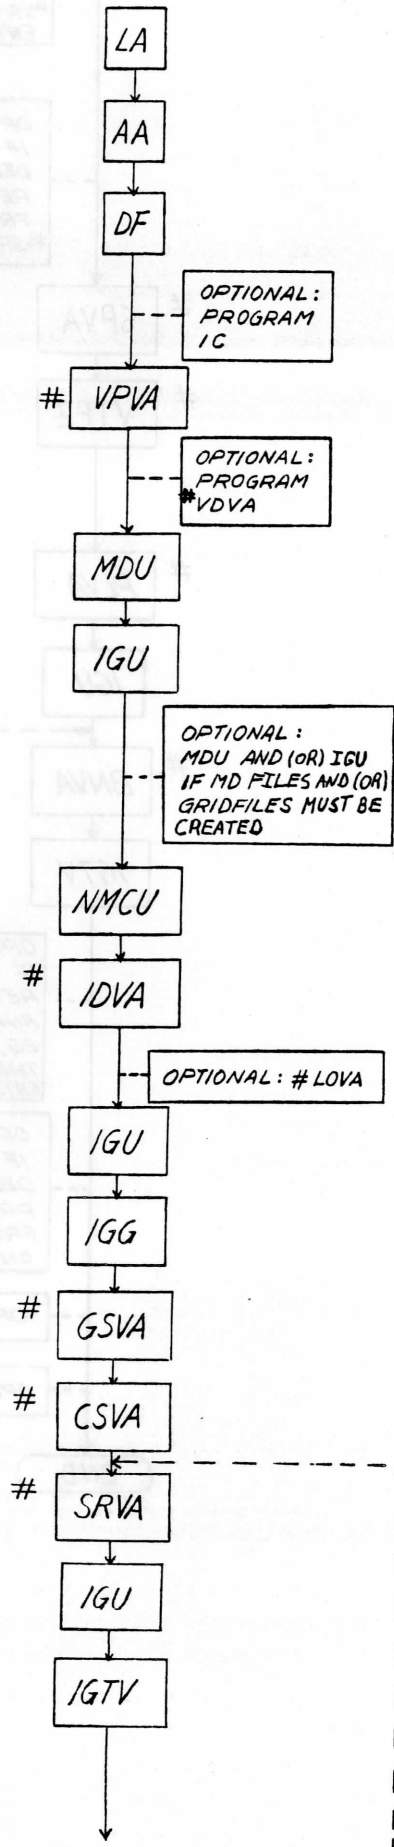 LA
AA
DF
OPTIONAL:
PROGRAM
IC
# VPVA
OPTIONAL:
PROGRAM
# VDVA
MDU
IGU
OPTIONAL:
MDU AND (OR) IGU
IF MD FILES AND (OR)
GRIDFILES MUST BE
CREATED
NMCU
# IDVA
OPTIONAL: # LOVA
IGU
IGG
# GSVA
# CSVA
# SRVA
IGU
IGTV